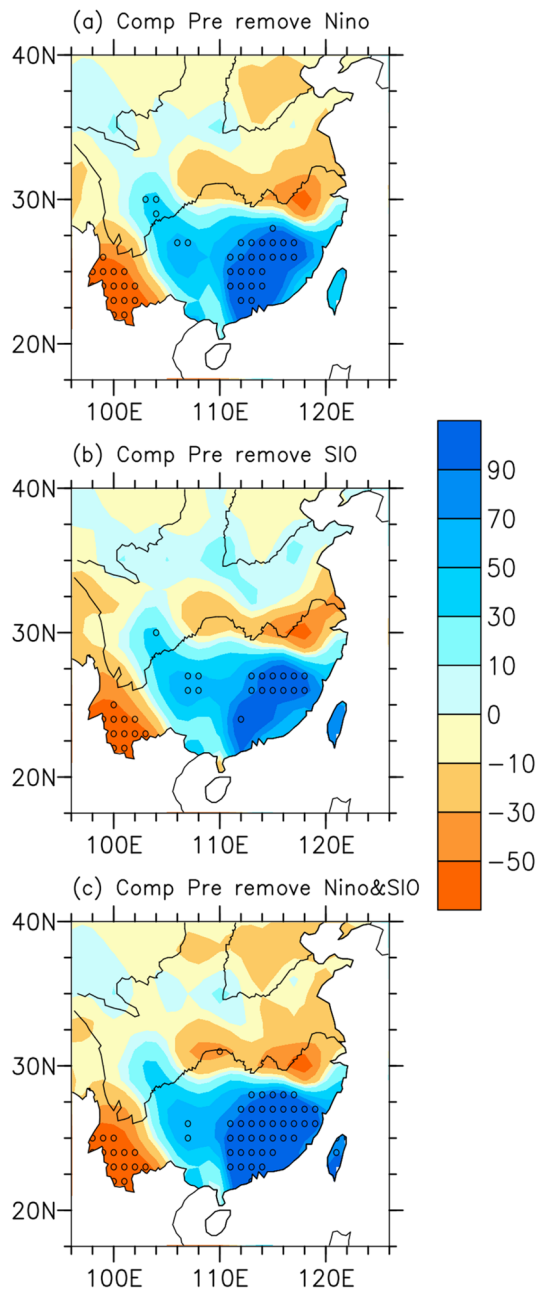 (a) Comp Pre remove Nino
40N
30N
20N
100E 110E 120E
(b) Comp Pre remove SIO
40N
30N
20N
100E 110E 120E
90
70
50
30
10
0
−10
−30
−50
(c) Comp Pre remove Nino&SIO
40N
30N
20N
100E 110E 120E